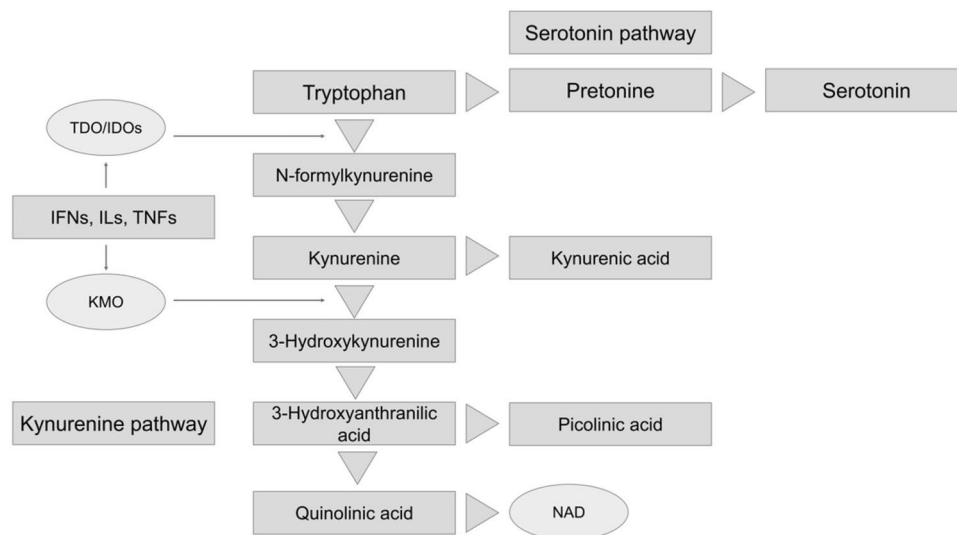 Serotonin pathway
Tryptophan
Pretonine
Serotonin
TDO/IDOs
N-formylkynurenine
IFNs, ILs, TNFs
Kynurenine
Kynurenic acid
KMO
3-Hydroxykynurenine
Kynurenine pathway
3-Hydroxyanthranilic
acid
Picolinic acid
Quinolinic acid
NAD